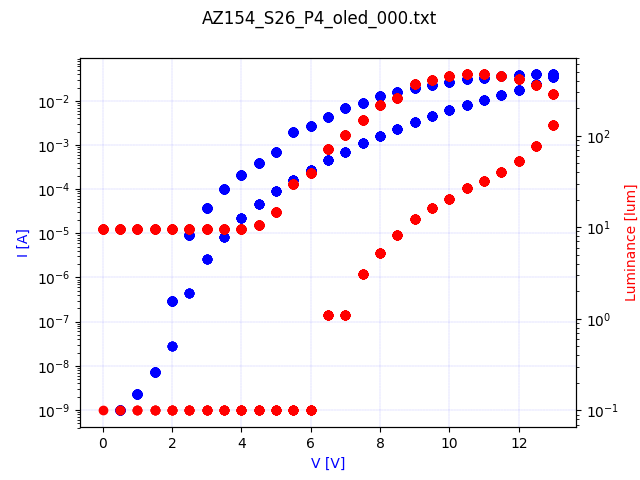 AZ154_S26_P4_oled_000.txt
I [A]
10⁻²
10⁻³
10⁻⁴
10⁻⁵
10⁻⁶
10⁻⁷
10⁻⁸
10⁻⁹
10²
10¹
10⁰
10⁻¹
Luminance [lum]
0 2 4 6 8 10 12
V [V]